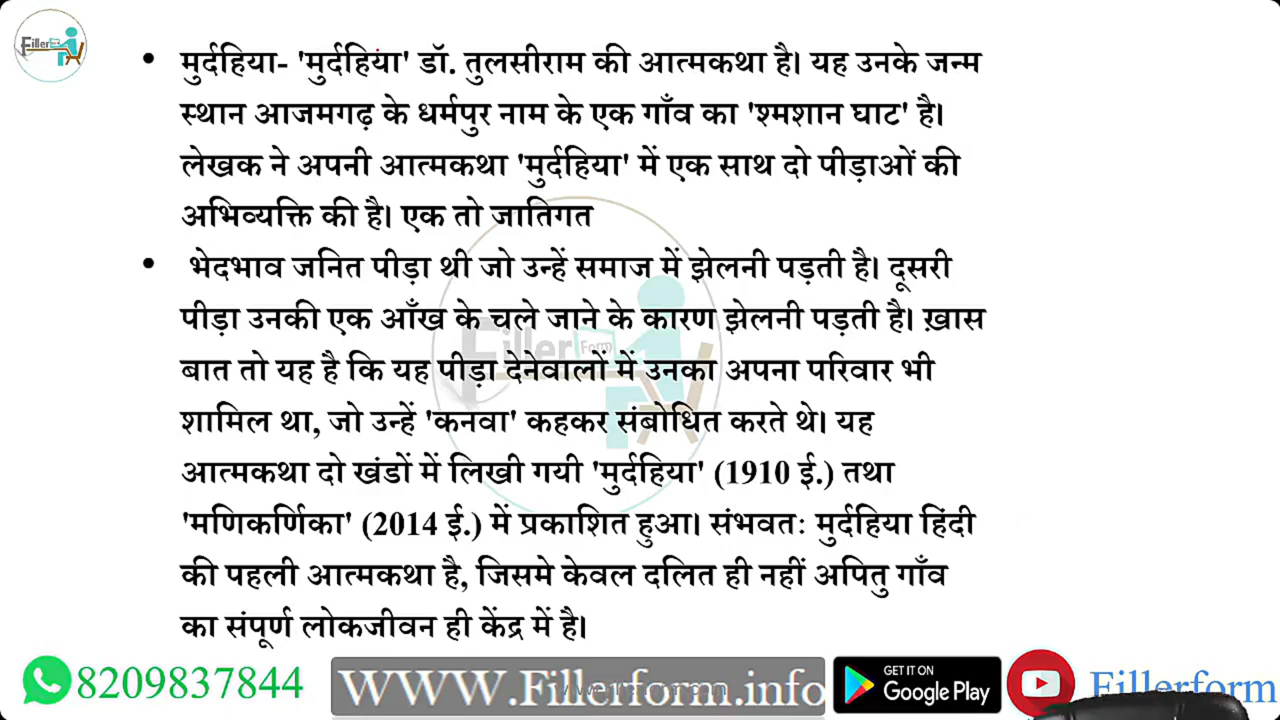 Filler
• मुर्दहिया- 'मुर्दहिया' डॉ. तुलसीराम की आत्मकथा है। यह उनके जन्म
स्थान आजमगढ़ के धर्मपुर नाम के एक गाँव का 'श्मशान घाट' है।
लेखक ने अपनी आत्मकथा 'मुर्दहिया' में एक साथ दो पीड़ाओं की
अभिव्यक्ति की है। एक तो जातिगत
• भेदभाव जनित पीड़ा थी जो उन्हें समाज में झेलनी पड़ती है। दूसरी
पीड़ा उनकी एक आँख के चले जाने के कारण झेलनी पड़ती है। ख़ास
बात तो यह है कि यह पीड़ा देनेवालों में उनका अपना परिवार भी
शामिल था, जो उन्हें 'कनवा' कहकर संबोधित करते थे। यह
आत्मकथा दो खंडों में लिखी गयी 'मुर्दहिया' (1910 ई.) तथा
'मणिकर्णिका' (2014 ई.) में प्रकाशित हुआ। संभवतः मुर्दहिया हिंदी
की पहली आत्मकथा है, जिसमे केवल दलित ही नहीं अपितु गाँव
का संपूर्ण लोकजीवन ही केंद्र में है।
Filler Form
8209837844
WWW.Fillerform.info
GET IT ON
Google Play
Fillerform